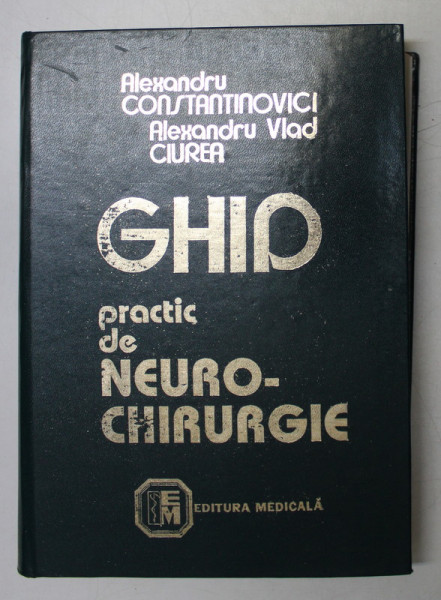 Alexandru
CONSTANTINOVICI
Alexandru Vlad
CIUREA
GHID
practic
de
NEURO-
CHIRURGIE
EM
EDITURA MEDICALĂ